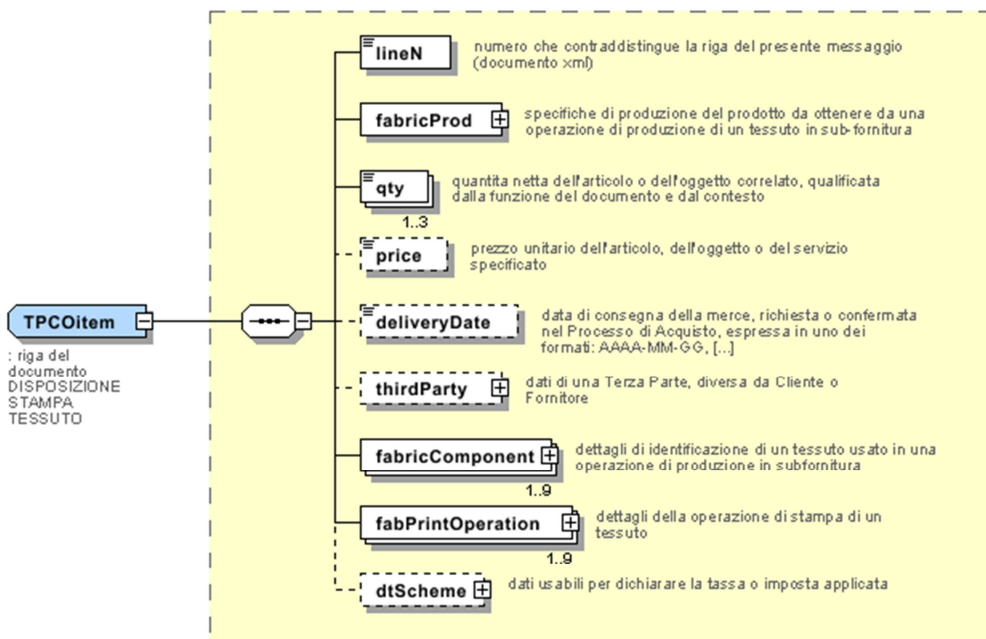 lineN
numero che contraddistingue la riga del presente messaggio
(documento xml)
fabricProd
specifiche di produzione del prodotto da ottenere da una
operazione di produzione di un tessuto in sub-fornitura
qty
quantita netta dell'articolo o dell'oggetto correlato, qualificata
dalla funzione del documento e dal contesto
1..3
price
prezzo unitario dell'articolo, dell'oggetto o del servizio
specificato
TPCOitem
: riga del
documento
DISPOSIZIONE
STAMPA
TESSUTO
deliveryDate
data di consegna della merce, richiesta o confermata
nel Processo di Acquisto, espressa in uno dei
formati: AAAA-MM-GG, [...]
thirdParty
dati di una Terza Parte, diversa da Cliente o
Fornitore
fabricComponent
dettagli di identificazione di un tessuto usato in una
operazione di produzione in subfornitura
1..9
fabPrintOperation
dettagli della operazione di stampa di un
tessuto
1..9
dtScheme
dati usabili per dichiarare la tassa o imposta applicata